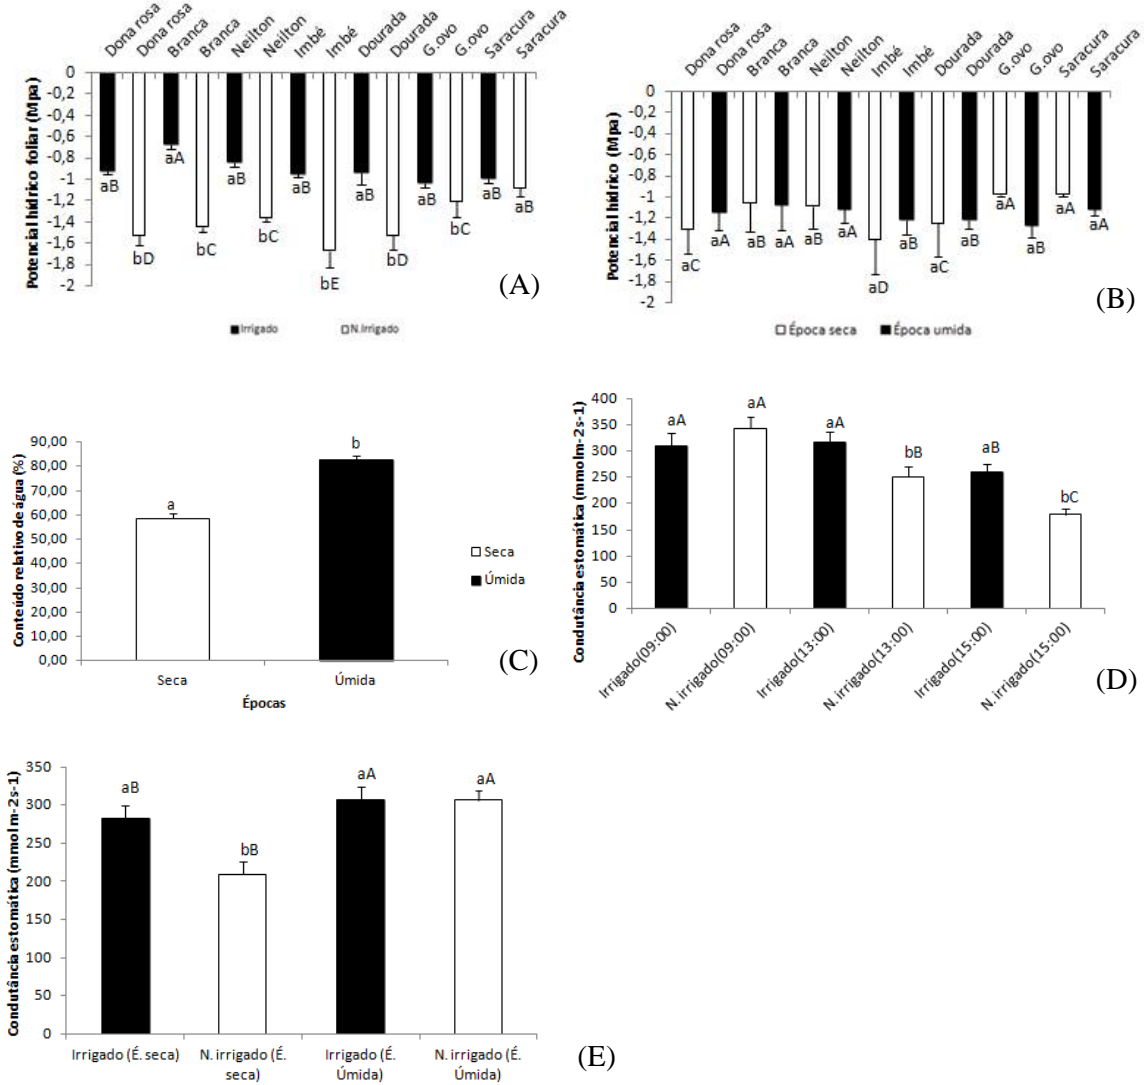 Dona rosa
Dona rosa
Branca
Branca
Neilton
Neilton
Imbé
Imbé
Dourada
Dourada
G.ovo
G.ovo
Saracura
Saracura
Potencial hídrico foliar (Mpa)
0
-0,2
-0,4
-0,6
-0,8
-1
-1,2
-1,4
-1,6
-1,8
-2
aB
bD
aA
bC
aB
bC
aB
bE
aB
bD
aB
bC
aB
aB
Irrigado
N.Irrigado
(A)
Dona rosa
Dona rosa
Branca
Branca
Neilton
Neilton
Imbé
Imbé
Dourada
Dourada
G.ovo
G.ovo
Saracura
Saracura
Potencial hídrico (Mpa)
0
-0,2
-0,4
-0,6
-0,8
-1
-1,2
-1,4
-1,6
-1,8
-2
aC
aA
aB
aA
aB
aA
aD
aB
aC
aB
aA
aB
aA
aA
Época seca
Época umida
(B)
Conteúdo relativo de água (%)
90,00
80,00
70,00
60,00
50,00
40,00
30,00
20,00
10,00
0,00
a
b
Seca
Úmida
Épocas
Seca
Úmida
(C)
Condutância estomática (mmolm-2s-1)
400
350
300
250
200
150
100
50
0
aA
aA
aA
bB
aB
bC
Irrigado(09:00)
N. irrigado(09:00)
Irrigado(13:00)
N. irrigado(13:00)
Irrigado(15:00)
N. irrigado(15:00)
(D)
Condutância estomática (mmol m-2s-1)
350
300
250
200
150
100
50
0
aB
bB
aA
aA
Irrigado (É. seca)
N. irrigado (É.
seca)
Irrigado (É.
Úmida)
N. irrigado (É.
Úmida)
(E)